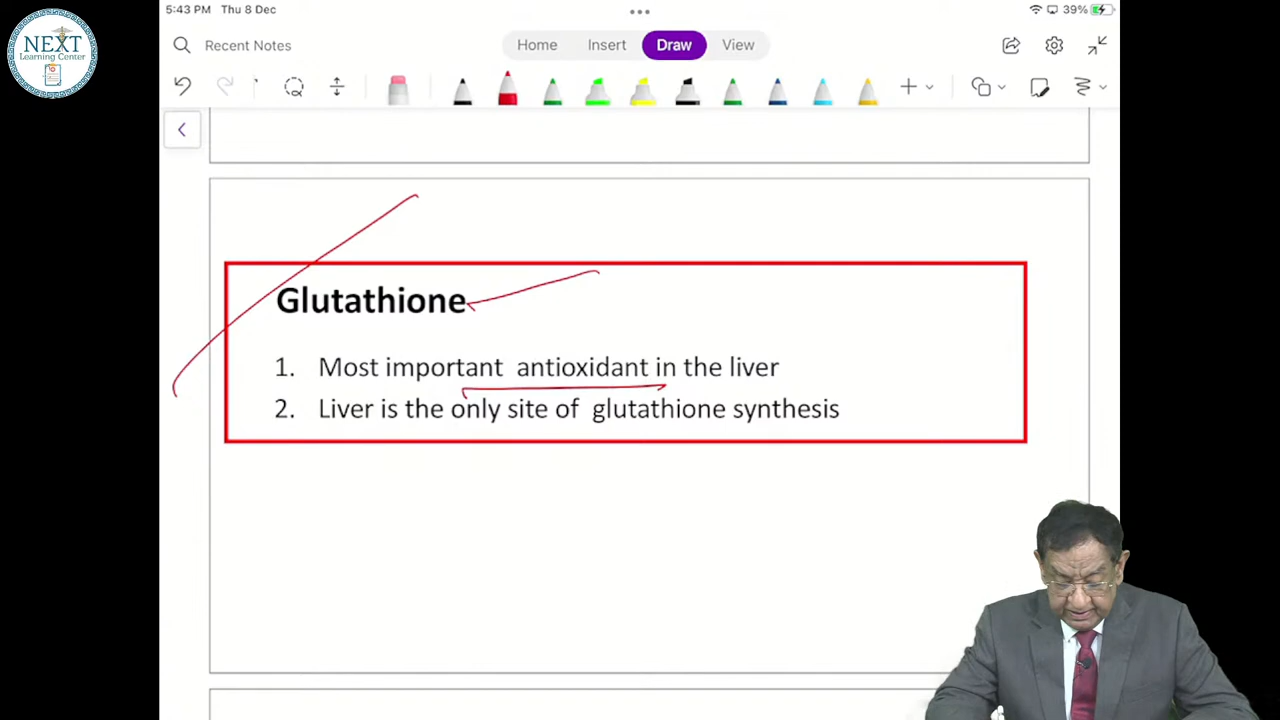 5:43 PM Thu 8 Dec
39%
NEXT
Learning Center
Recent Notes
Home Insert Draw View
Glutathione
1. Most important antioxidant in the liver
2. Liver is the only site of glutathione synthesis